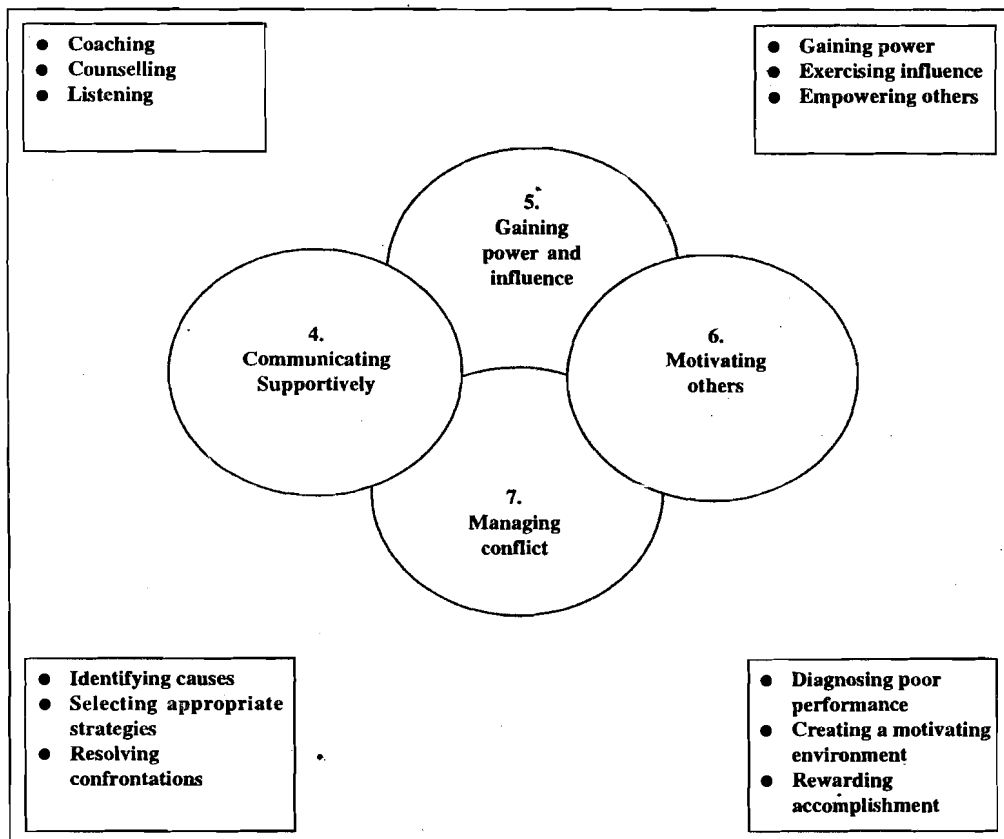 ● Coaching
● Counselling
● Listening
● Gaining power
● Exercising influence
● Empowering others
5.
Gaining
power and
influence
4.
Communicating
Supportively
6.
Motivating
others
7.
Managing
conflict
● Identifying causes
● Selecting appropriate
strategies
● Resolving
confrontations
● Diagnosing poor
performance
● Creating a motivating
environment
● Rewarding
accomplishment